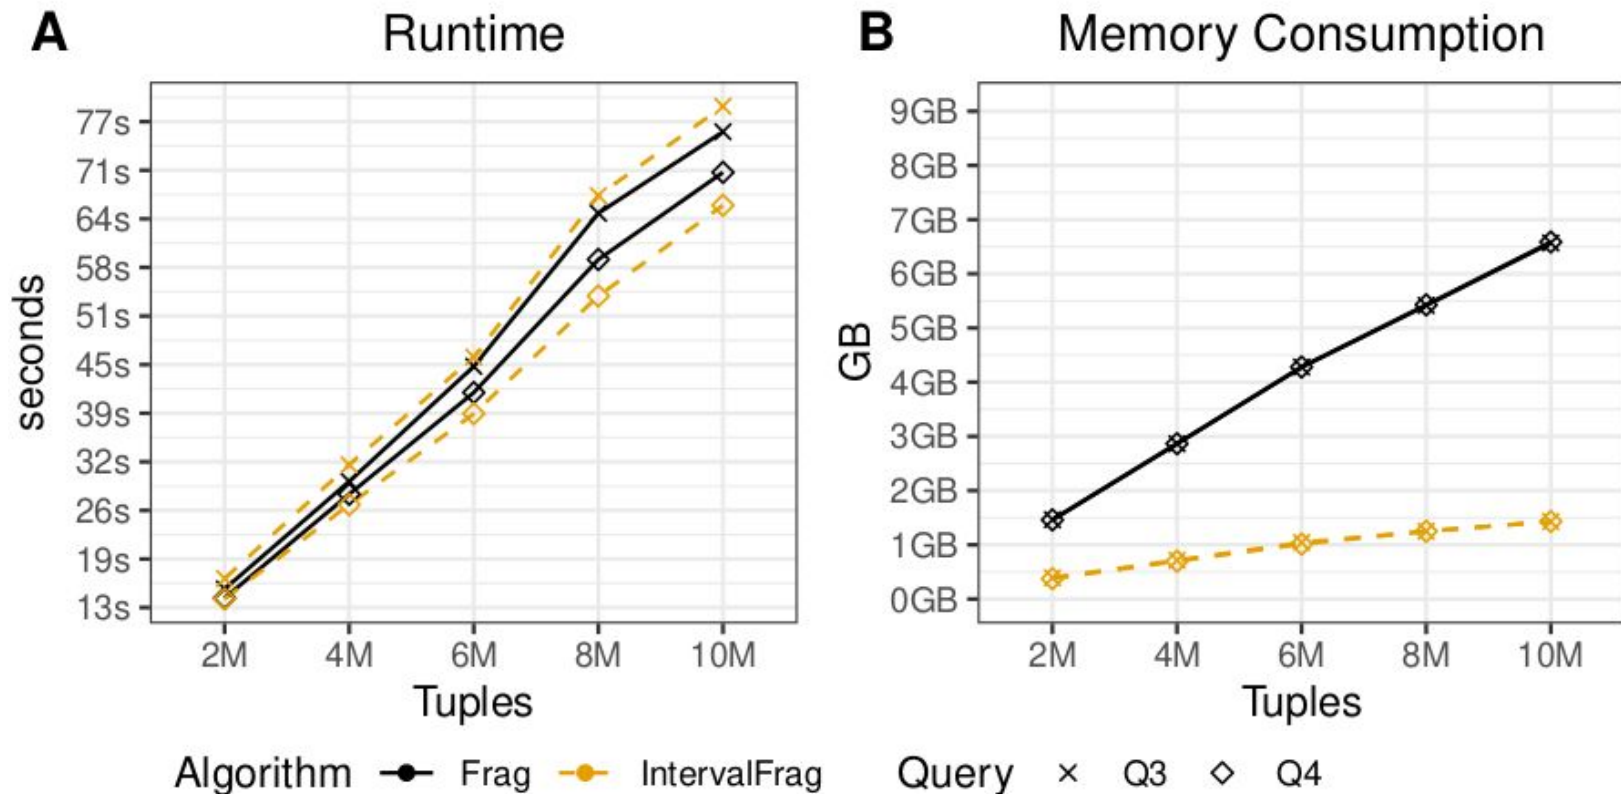 A Runtime
77s
71s
64s
58s
51s
45s
39s
32s
26s
19s
13s
seconds
2M 4M 6M 8M 10M
Tuples
B Memory Consumption
9GB
8GB
7GB
6GB
5GB
4GB
3GB
2GB
1GB
0GB
GB
2M 4M 6M 8M 10M
Tuples
Algorithm Frag IntervalFrag Query Q3 Q4